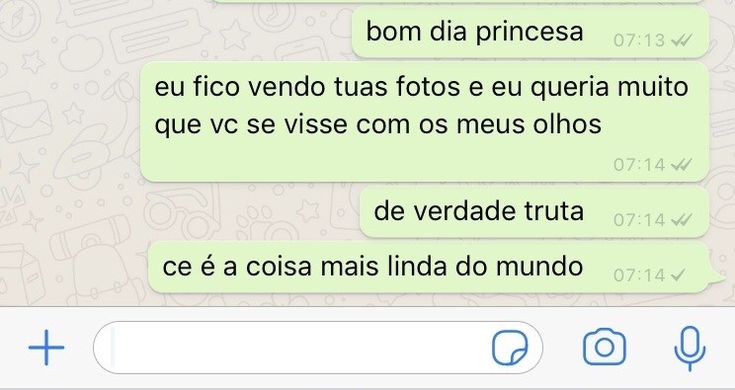 bom dia princesa 07:13
eu fico vendo tuas fotos e eu queria muito
que vc se visse com os meus olhos
07:14
de verdade truta 07:14
ce é a coisa mais linda do mundo 07:14